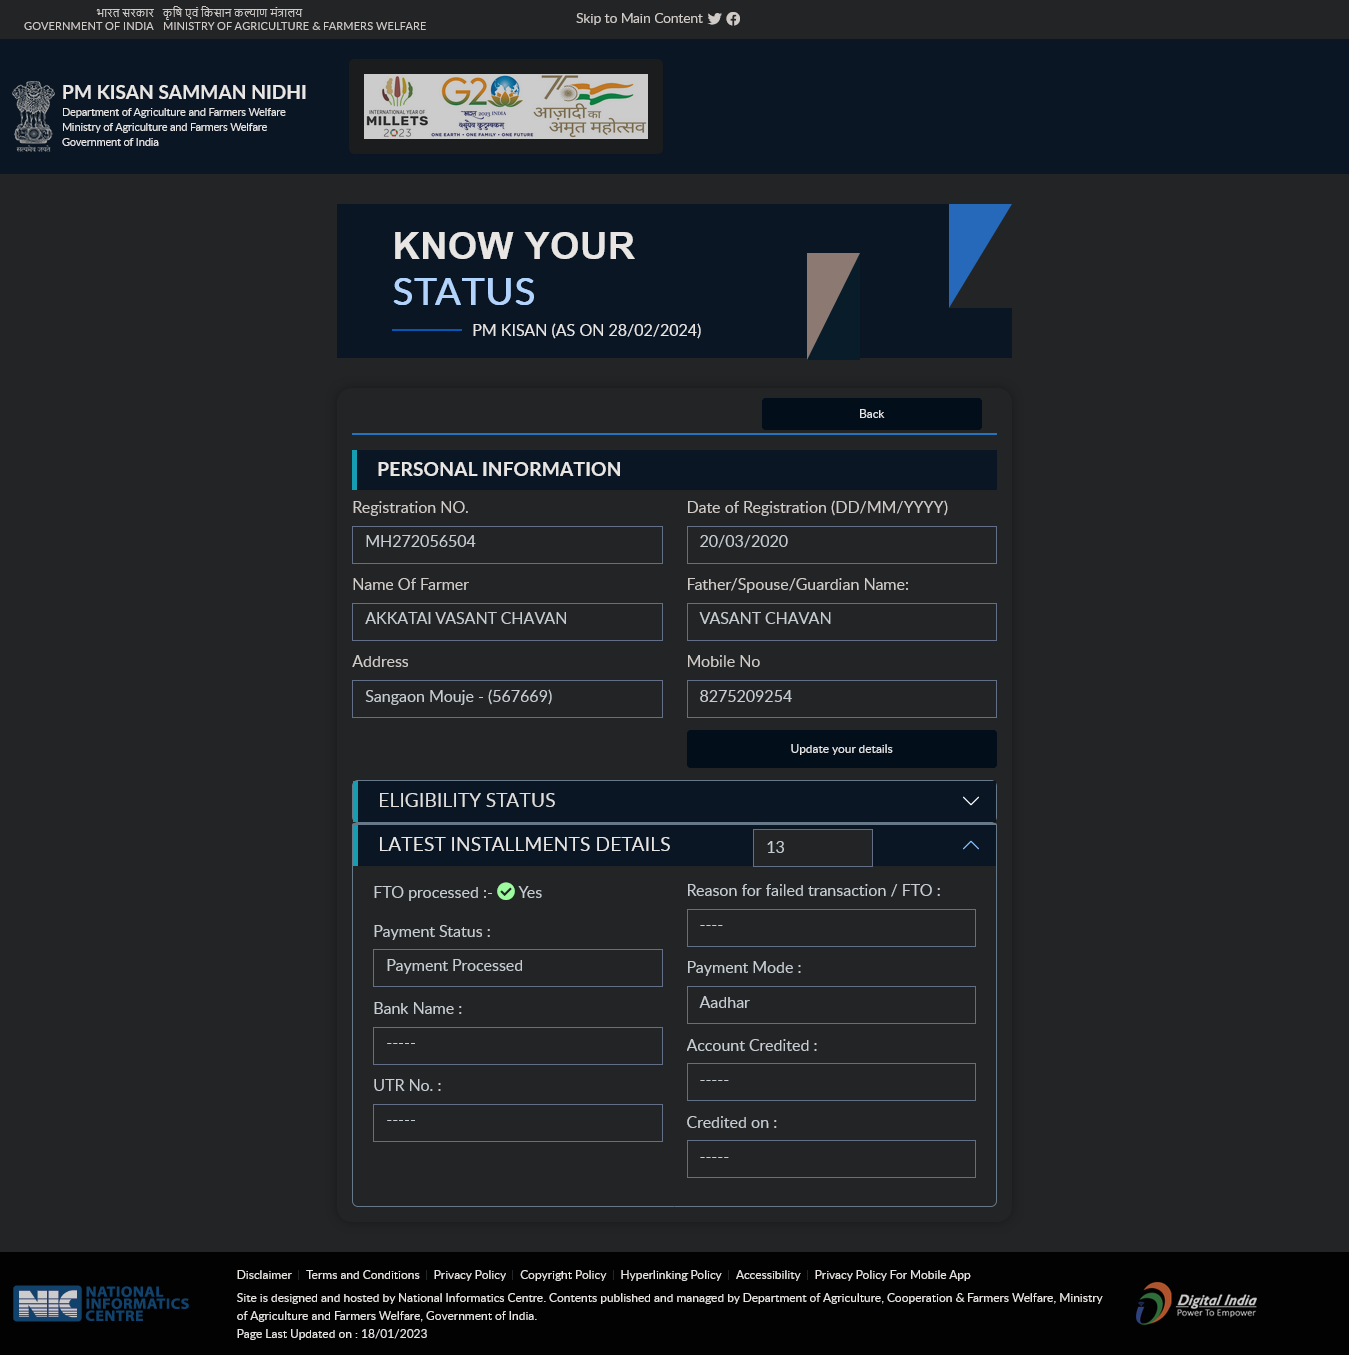 भारत सरकार कृषि एवं किसान कल्याण मंत्रालय
GOVERNMENT OF INDIA MINISTRY OF AGRICULTURE & FARMERS WELFARE
Skip to Main Content
PM KISAN SAMMAN NIDHI
Department of Agriculture and Farmers Welfare
Ministry of Agriculture and Farmers Welfare
Government of India
सत्यमेव जयते
INTERNATIONAL YEAR OF
MILLETS
2023
G20
भारत 2023 INDIA
वसुधैव कुटुम्बकम्
ONE EARTH • ONE FAMILY • ONE FUTURE
75
आज़ादी का
अमृत महोत्सव
KNOW YOUR
STATUS
PM KISAN (AS ON 28/02/2024)
Back
PERSONAL INFORMATION
Registration NO.
MH272056504
Date of Registration (DD/MM/YYYY)
20/03/2020
Name Of Farmer
AKKATAI VASANT CHAVAN
Father/Spouse/Guardian Name:
VASANT CHAVAN
Address
Sangaon Mouje - (567669)
Mobile No
8275209254
Update your details
ELIGIBILITY STATUS
LATEST INSTALLMENTS DETAILS 13
FTO processed :- Yes
Reason for failed transaction / FTO :
----
Payment Status :
Payment Processed
Payment Mode :
Aadhar
Bank Name :
-----
Account Credited :
-----
UTR No. :
-----
Credited on :
-----
Disclaimer Terms and Conditions Privacy Policy Copyright Policy Hyperlinking Policy Accessibility Privacy Policy For Mobile App
Site is designed and hosted by National Informatics Centre. Contents published and managed by Department of Agriculture, Cooperation & Farmers Welfare, Ministry
of Agriculture and Farmers Welfare, Government of India.
Page Last Updated on : 18/01/2023
NIC
NATIONAL
INFORMATICS
CENTRE
Digital India
Power To Empower